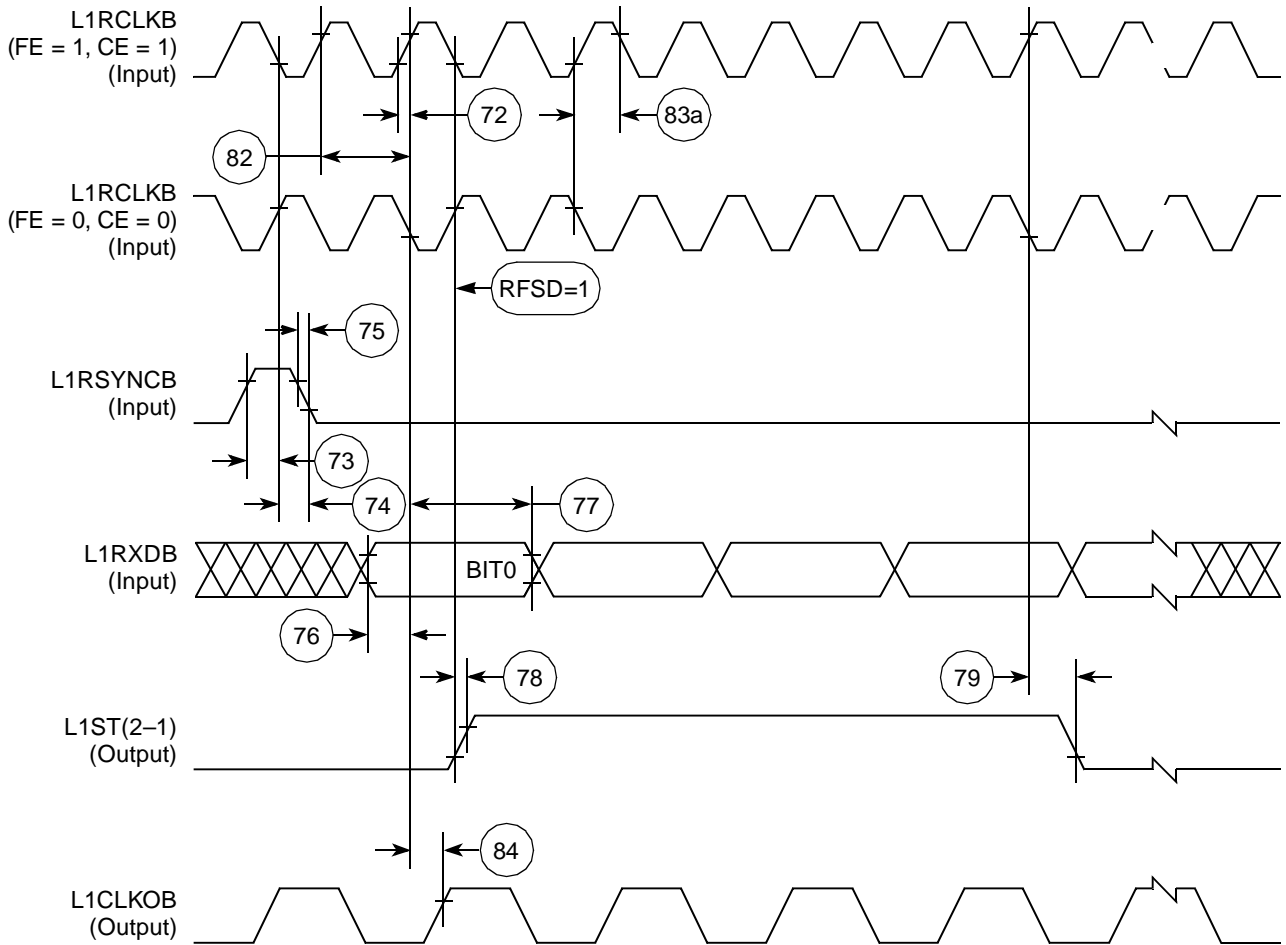 L1RCLKB
(FE = 1, CE = 1)
(Input)
72
83a
82
L1RCLKB
(FE = 0, CE = 0)
(Input)
RFSD=1
75
L1RSYNCB
(Input)
73
74
77
L1RXDB
(Input)
BIT0
76
78
79
L1ST(2–1)
(Output)
84
L1CLKOB
(Output)